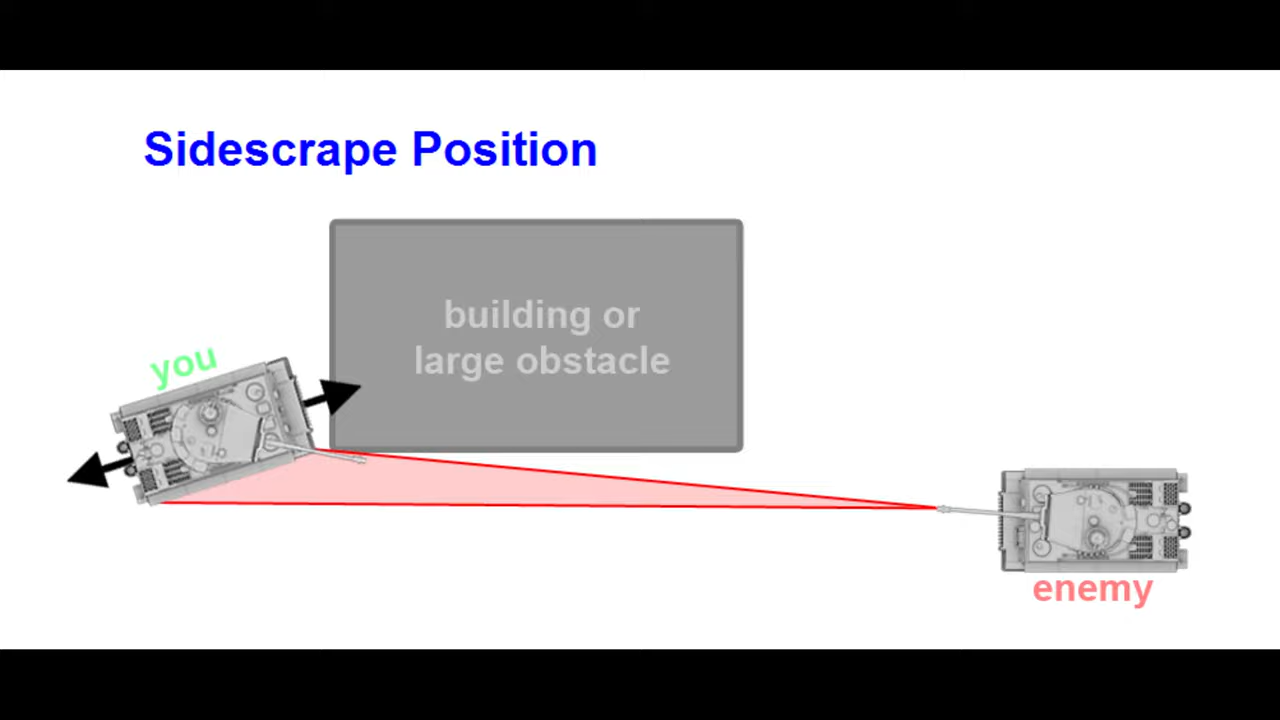 Sidescrape Position
building or
large obstacle
you
enemy